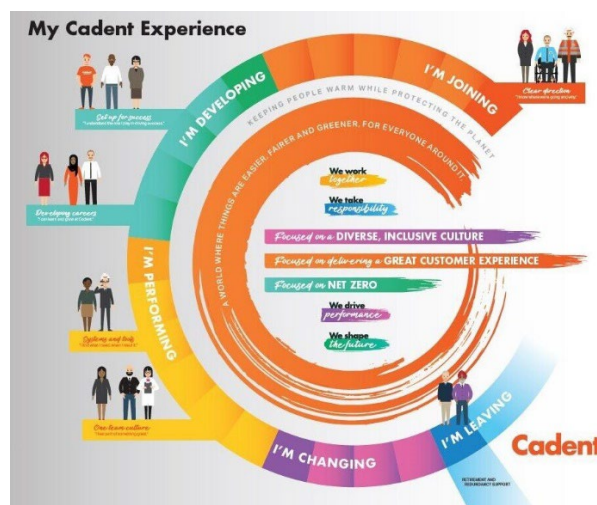 My Cadent Experience
I'M JOINING
Clear direction
KEEPING PEOPLE WARM WHILE PROTECTING THE PLANET
A WORLD WHERE THINGS ARE EASIER, FAIRER AND GREENER, FOR EVERYONE AROUND IT
I'M DEVELOPING
Set up for success
Developing careers
We work
together
We take
responsibility
Focused on a DIVERSE, INCLUSIVE CULTURE
Focused on delivering a GREAT CUSTOMER EXPERIENCE
Focused on NET ZERO
We drive
performance
We shape
the future
I'M PERFORMING
Systems and tools
One team culture
I'M CHANGING
I'M LEAVING
Cadent
RETIREMENT AND
REDUNDANCY SUPPORT